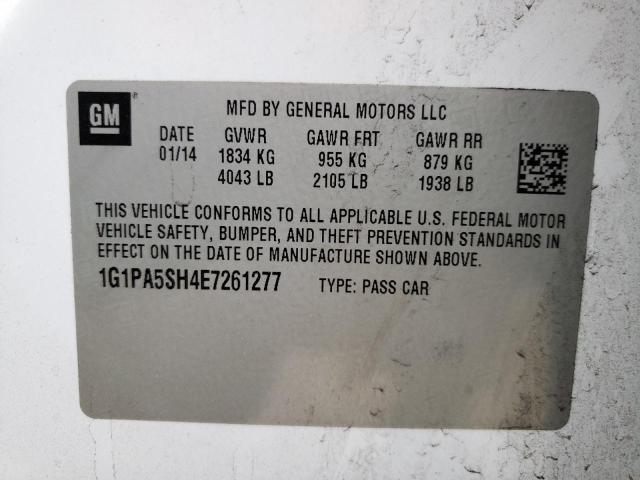 GM ®
MFD BY GENERAL MOTORS LLC
DATE GVWR GAWR FRT GAWR RR
01/14 1834 KG 955 KG 879 KG
4043 LB 2105 LB 1938 LB
THIS VEHICLE CONFORMS TO ALL APPLICABLE U.S. FEDERAL MOTOR
VEHICLE SAFETY, BUMPER, AND THEFT PREVENTION STANDARDS IN
EFFECT ON THE DATE OF MANUFACTURE SHOWN ABOVE.
1G1PA5SH4E7261277 TYPE: PASS CAR